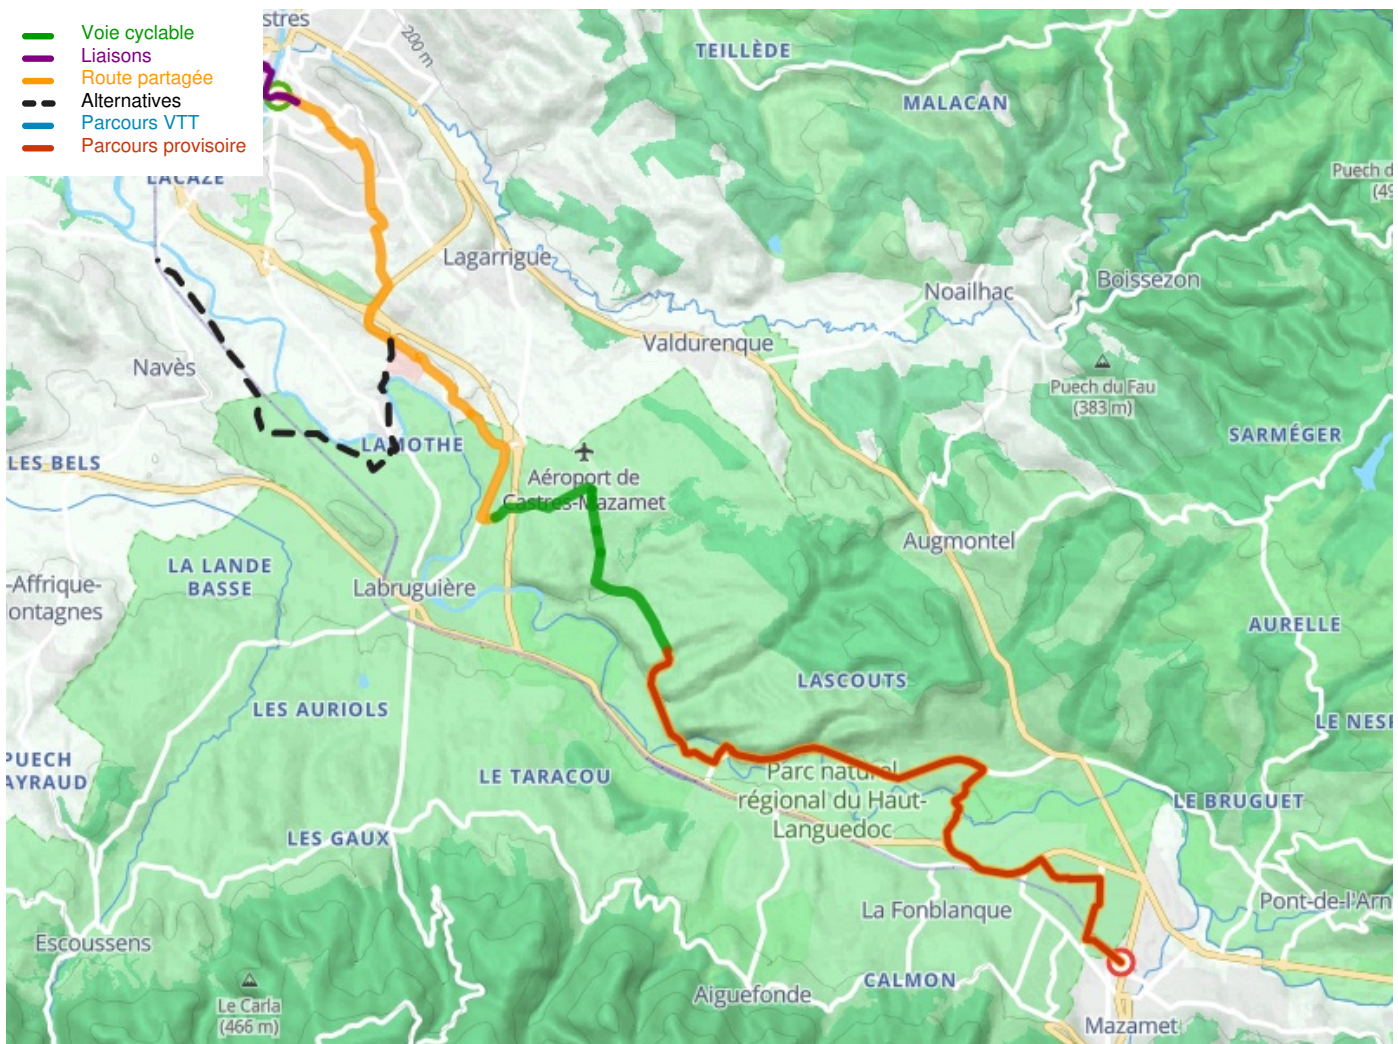 stres
Voie cyclable
Liaisons
Route partagée
Alternatives
Parcours VTT
Parcours provisoire
200 m
TEILLÈDE
MALACAN
LACAZE
Puech d
(49
Lagarrigue
Boissezon
Noailhac
Valdurenque
Navès
Puech du Fau
(383 m)
LAMOTHE
SARMÉGER
LES BELS
Aéroport de
Castres-Mazamet
Augmontel
LA LANDE
BASSE
-Affrique-
ontagnes
Labruguière
AURELLE
LASCOUTS
LES AURIOLS
LE NESP
PUECH
AYRAUD
LE TARACOU
Parc naturel
régional du Haut-
Languedoc
LE BRUGUET
LES GAUX
Pont-de-l'Arn
La Fonblanque
Escoussens
CALMON
Aiguefonde
Le Carla
(466 m)
Mazamet